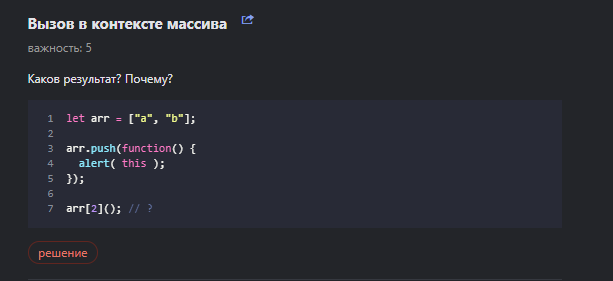 Вызов в контексте массива
важность: 5
Каков результат? Почему?
1 let arr = ["a", "b"];
2
3 arr.push(function() {
4   alert( this );
5 });
6
7 arr[2](); // ?
решение